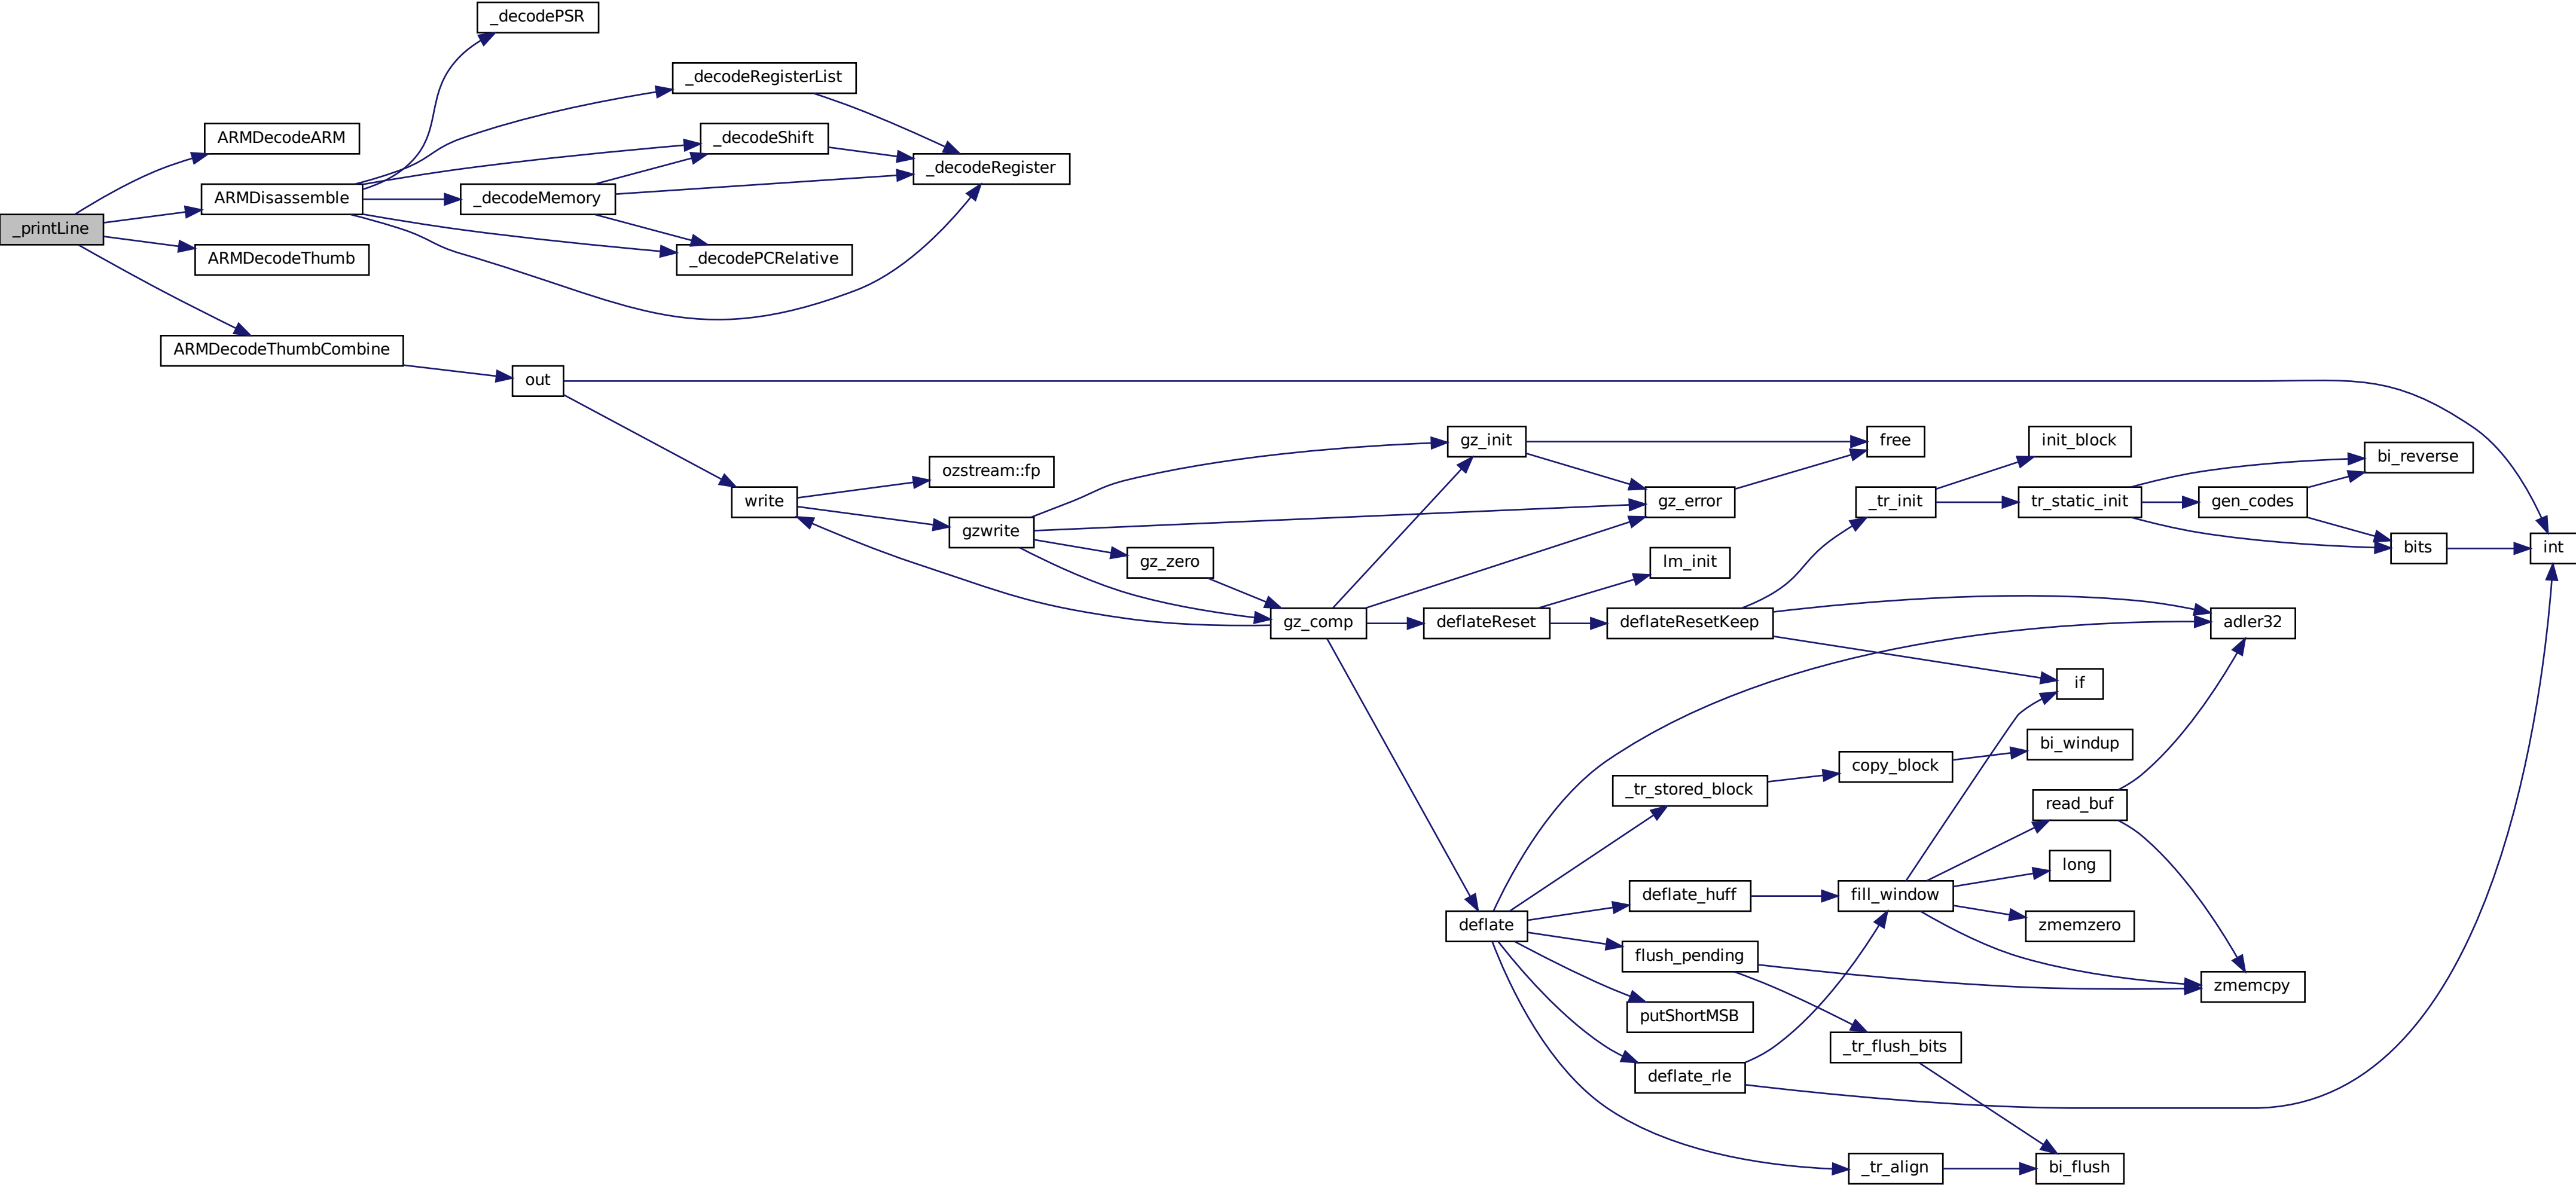 _printLine
ARMDecodeARM
ARMDisassemble
ARMDecodeThumb
ARMDecodeThumbCombine
_decodePSR
_decodeRegisterList
_decodeShift
_decodeMemory
_decodePCRelative
_decodeRegister
out
write
ozstream::fp
gzwrite
gz_zero
gz_comp
gz_init
gz_error
free
lm_init
deflateReset
deflateResetKeep
_tr_init
init_block
tr_static_init
gen_codes
bi_reverse
bits
int
adler32
if
deflate
_tr_stored_block
copy_block
bi_windup
deflate_huff
fill_window
read_buf
long
zmemzero
zmemcpy
flush_pending
putShortMSB
deflate_rle
_tr_flush_bits
_tr_align
bi_flush